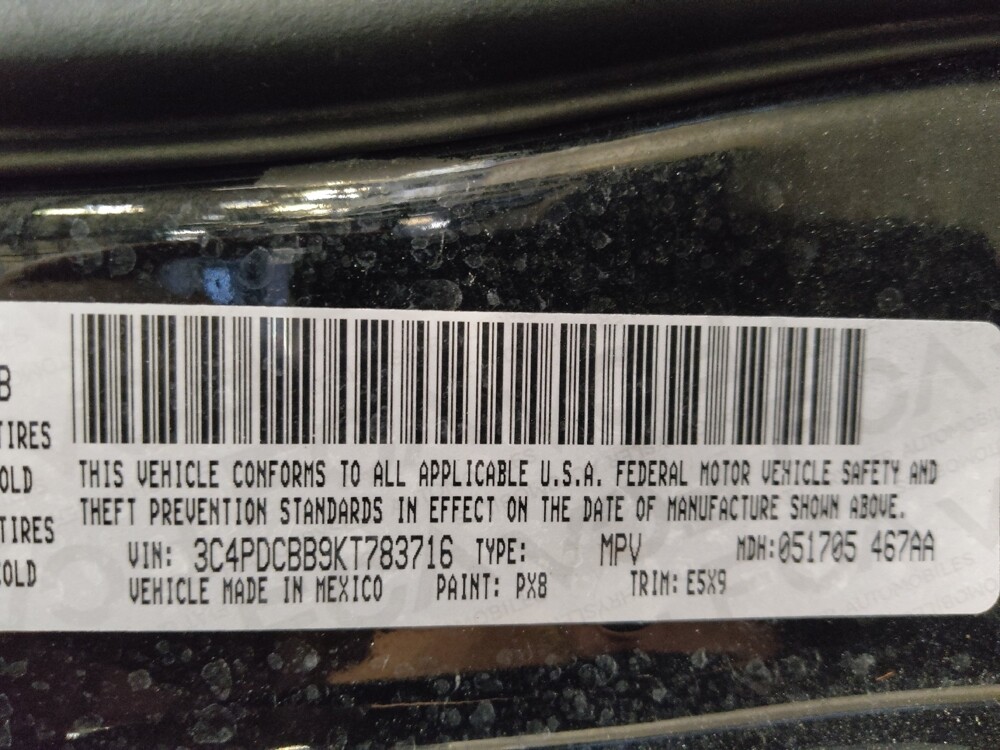 B
TIRES
OLD
TIRES
COLD
THIS VEHICLE CONFORMS TO ALL APPLICABLE U.S.A. FEDERAL MOTOR VEHICLE SAFETY AND
THEFT PREVENTION STANDARDS IN EFFECT ON THE DATE OF MANUFACTURE SHOWN ABOVE.
VIN: 3C4PDCBB9KT783716 TYPE: MPV MDH:051705 467AA
VEHICLE MADE IN MEXICO PAINT: PX8 TRIM: E5X9